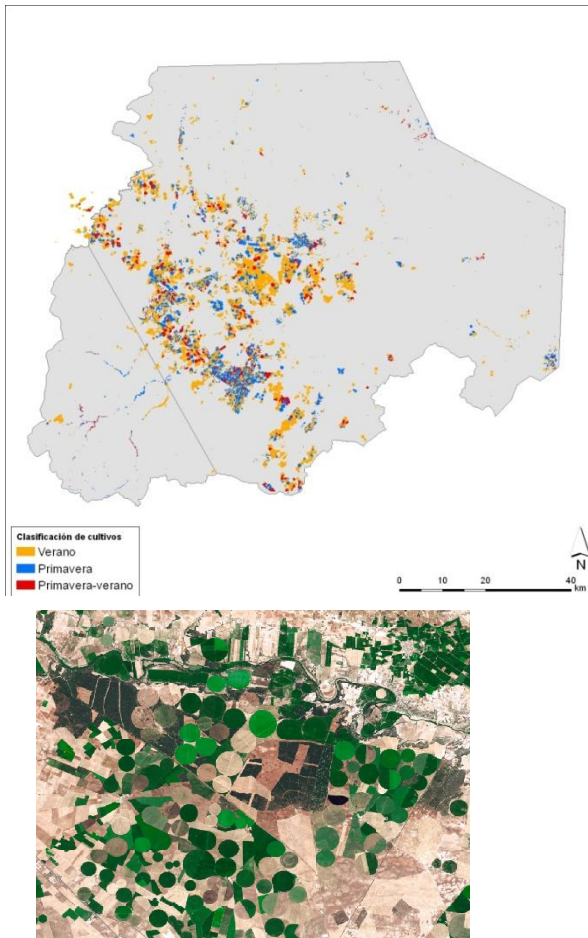 Clasificación de cultivos
Verano
Primavera
Primavera-verano
N
0 10 20 40
km